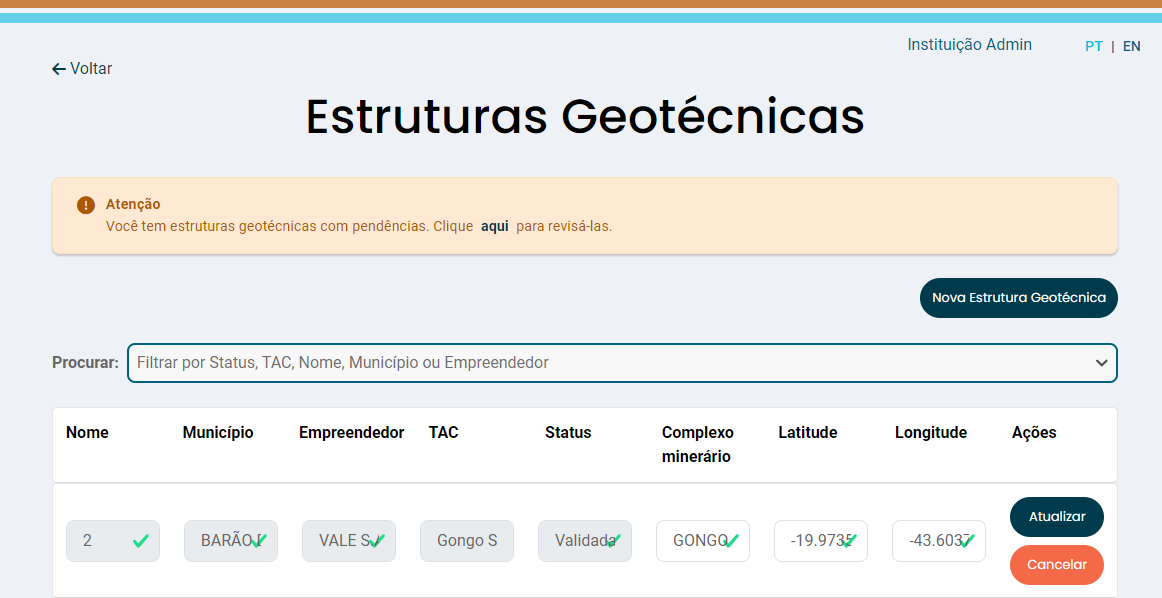 Instituição Admin
PT | EN
Voltar
Estruturas Geotécnicas
Atenção
Você tem estruturas geotécnicas com pendências. Clique aqui para revisá-las.
Nova Estrutura Geotécnica
Procurar: Filtrar por Status, TAC, Nome, Município ou Empreendedor
Nome Município Empreendedor TAC Status Complexo minerário Latitude Longitude Ações
2 BARÃO VALE S Gongo S Validada GONGO -19.9735 -43.6037
Atualizar
Cancelar